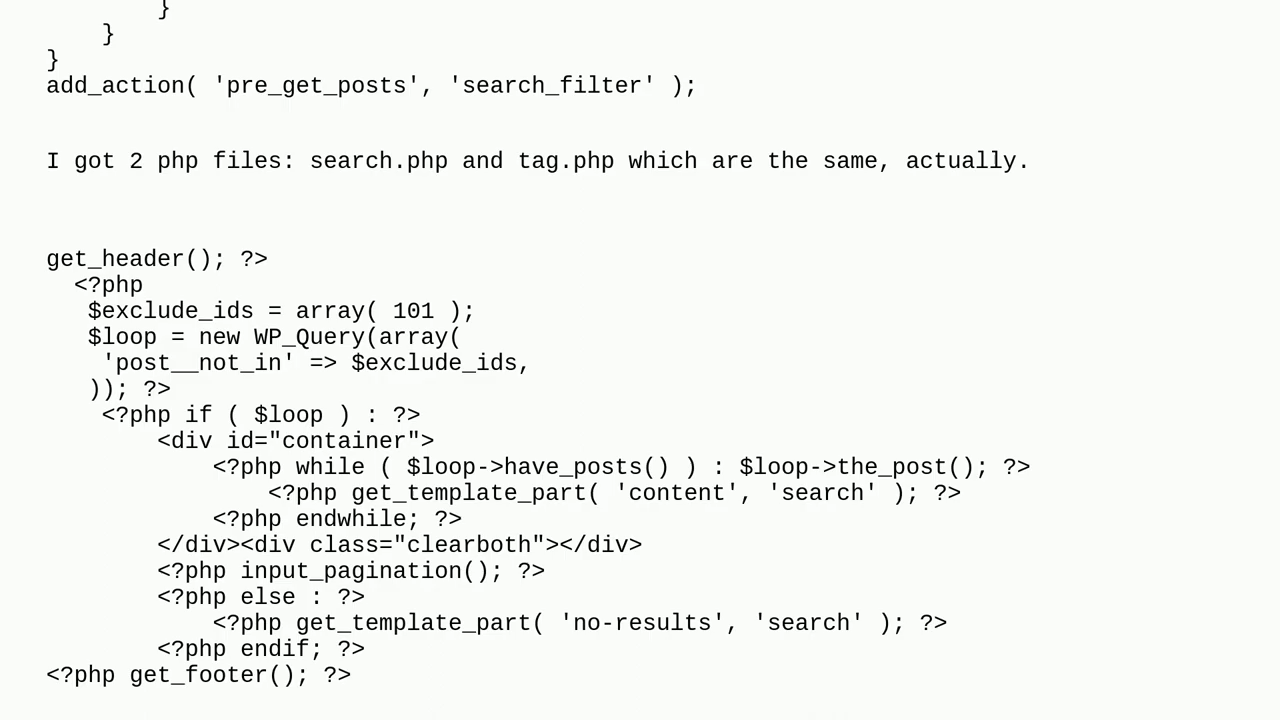 }
    }
}
add_action( 'pre_get_posts', 'search_filter' );
I got 2 php files: search.php and tag.php which are the same, actually.
get_header(); ?>
  <?php
   $exclude_ids = array( 101 );
   $loop = new WP_Query(array(
    'post__not_in' => $exclude_ids,
   )); ?>
    <?php if ( $loop ) : ?>
        <div id="container">
            <?php while ( $loop->have_posts() ) : $loop->the_post(); ?>
                <?php get_template_part( 'content', 'search' ); ?>
            <?php endwhile; ?>
        </div><div class="clearboth"></div>
        <?php input_pagination(); ?>
        <?php else : ?>
            <?php get_template_part( 'no-results', 'search' ); ?>
        <?php endif; ?>
<?php get_footer(); ?>